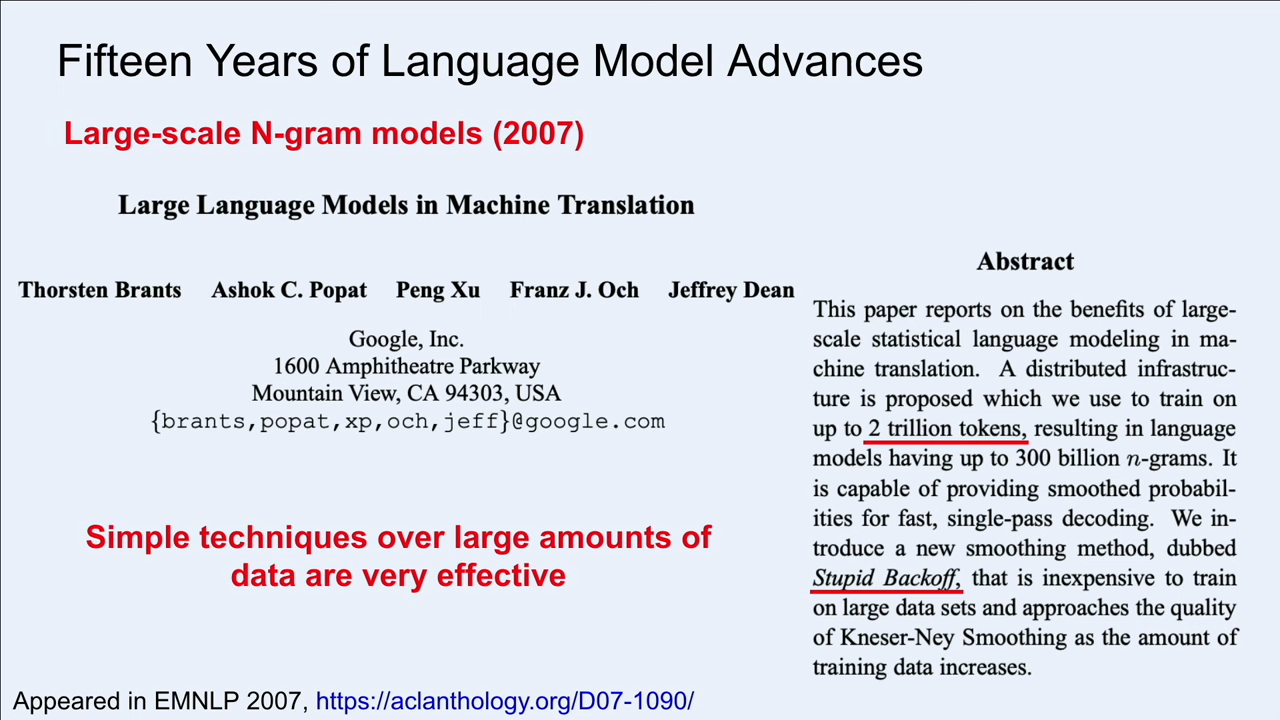 Fifteen Years of Language Model Advances
Large-scale N-gram models (2007)
Large Language Models in Machine Translation
Thorsten Brants Ashok C. Popat Peng Xu Franz J. Och Jeffrey Dean
Google, Inc.
1600 Amphitheatre Parkway
Mountain View, CA 94303, USA
{brants,popat,xp,och,jeff}@google.com
Simple techniques over large amounts of
data are very effective
Abstract
This paper reports on the benefits of large-
scale statistical language modeling in ma-
chine translation. A distributed infrastruc-
ture is proposed which we use to train on
up to 2 trillion tokens, resulting in language
models having up to 300 billion n-grams. It
is capable of providing smoothed probabil-
ities for fast, single-pass decoding. We in-
troduce a new smoothing method, dubbed
Stupid Backoff, that is inexpensive to train
on large data sets and approaches the quality
of Kneser-Ney Smoothing as the amount of
training data increases.
Appeared in EMNLP 2007, https://aclanthology.org/D07-1090/